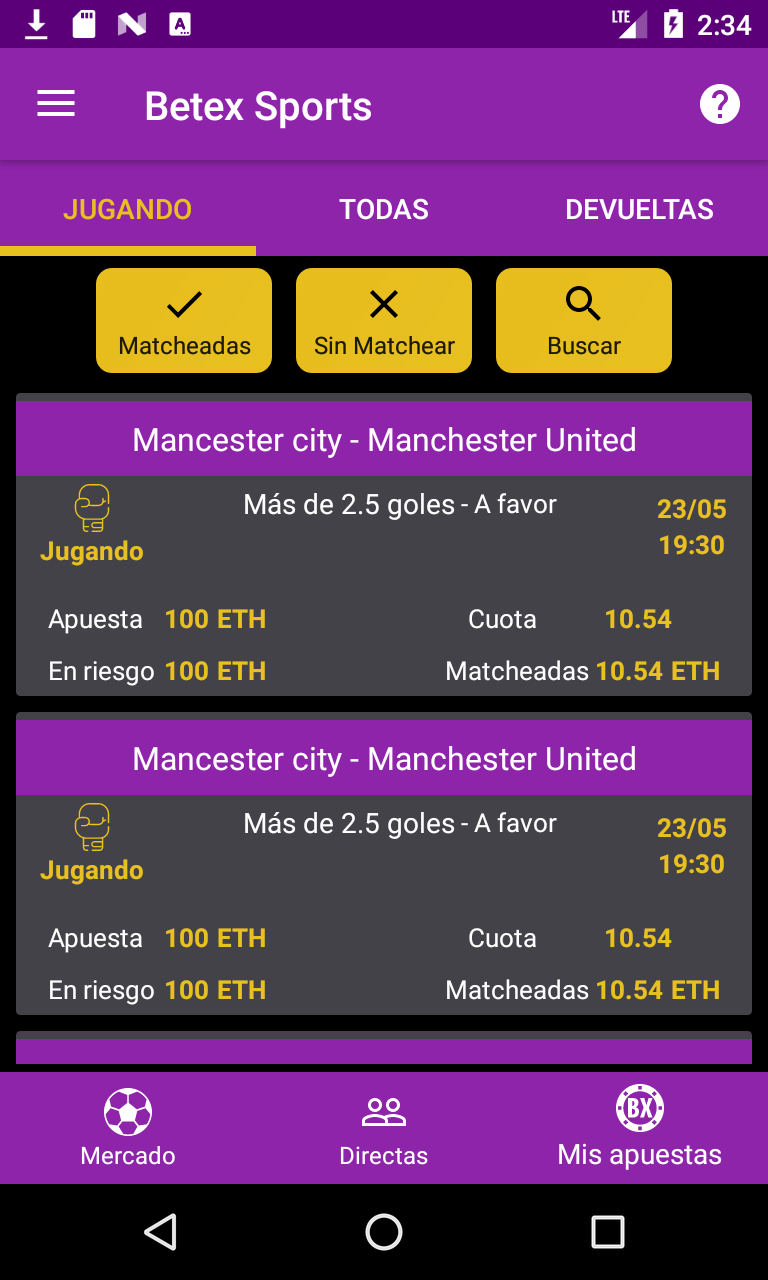 LTE 2:34
Betex Sports
JUGANDO TODAS DEVUELTAS
Matcheadas Sin Matchear Buscar
Mancester city - Manchester United
Más de 2.5 goles - A favor 23/05
Jugando 19:30
Apuesta 100 ETH Cuota 10.54
En riesgo 100 ETH Matcheadas 10.54 ETH
Mancester city - Manchester United
Más de 2.5 goles - A favor 23/05
Jugando 19:30
Apuesta 100 ETH Cuota 10.54
En riesgo 100 ETH Matcheadas 10.54 ETH
BX
Mercado Directas Mis apuestas